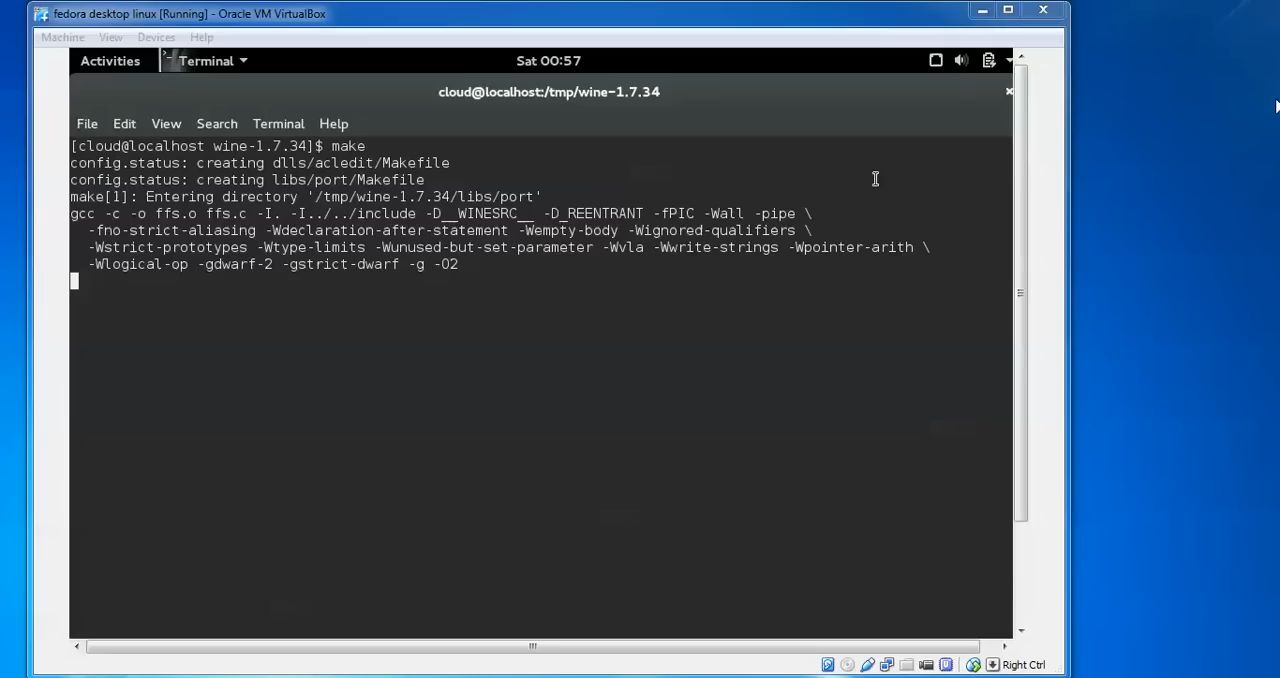 fedora desktop linux [Running] - Oracle VM VirtualBox
Machine View Devices Help
Activities Terminal Sat 00:57
cloud@localhost:/tmp/wine-1.7.34
File Edit View Search Terminal Help
[cloud@localhost wine-1.7.34]$ make
config.status: creating dlls/acledit/Makefile
config.status: creating libs/port/Makefile
make[1]: Entering directory '/tmp/wine-1.7.34/libs/port'
gcc -c -o ffs.o ffs.c -I. -I../../include -D__WINESRC__ -D_REENTRANT -fPIC -Wall -pipe \
  -fno-strict-aliasing -Wdeclaration-after-statement -Wempty-body -Wignored-qualifiers \
  -Wstrict-prototypes -Wtype-limits -Wunused-but-set-parameter -Wvla -Wwrite-strings -Wpointer-arith \
  -Wlogical-op -gdwarf-2 -gstrict-dwarf -g -O2
Right Ctrl